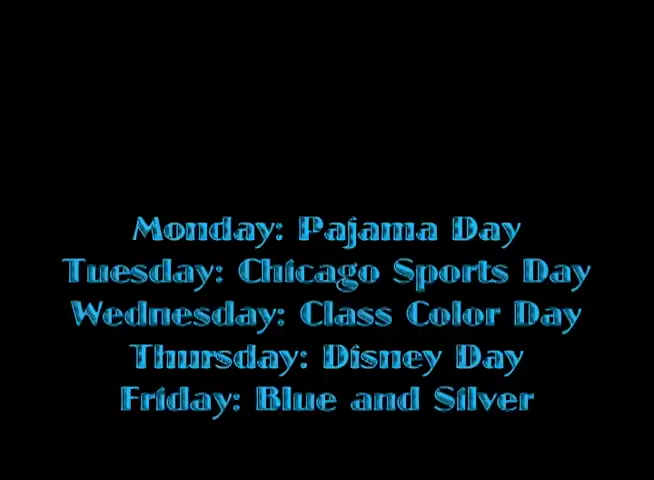 Monday: Pajama Day
Tuesday: Chicago Sports Day
Wednesday: Class Color Day
Thursday: Disney Day
Friday: Blue and Silver